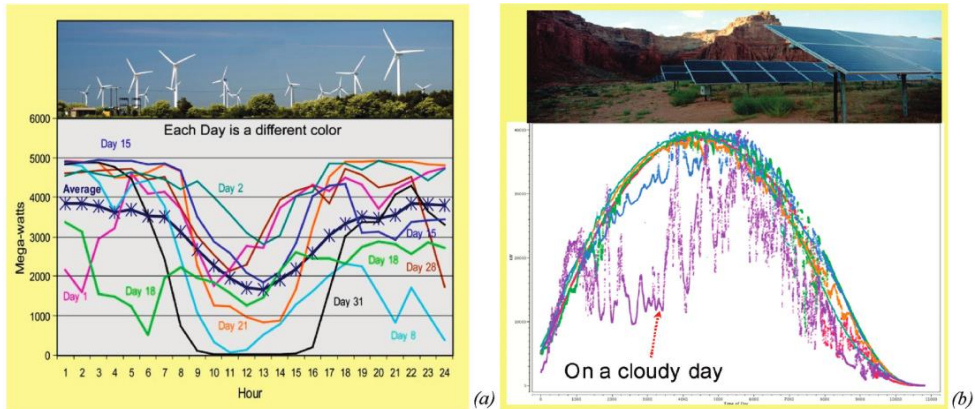 6000
5000
4000
3000
2000
1000
0
Mega-watts
Each Day is a different color
Day 15
Day 2
Average
Day 15
Day 18
Day 28
Day 1
Day 18
Day 31
Day 21
Day 8
1 2 3 4 5 6 7 8 9 10 11 12 13 14 15 16 17 18 19 20 21 22 23 24
Hour
(a)
On a cloudy day
(b)